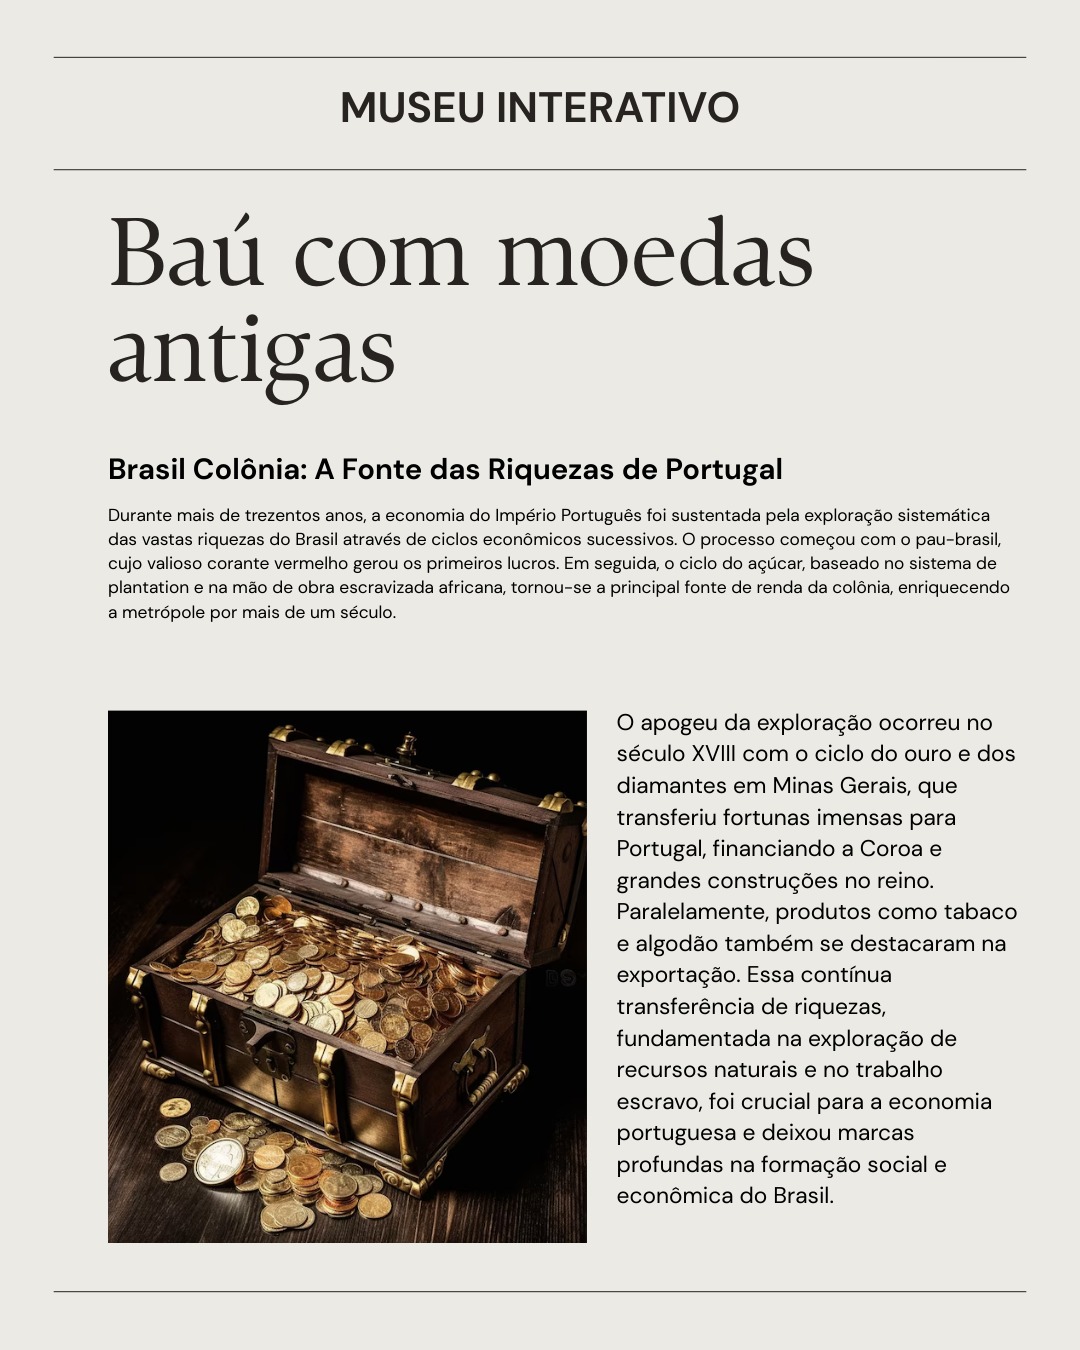 MUSEU INTERATIVO
Baú com moedas
antigas
Brasil Colônia: A Fonte das Riquezas de Portugal
Durante mais de trezentos anos, a economia do Império Português foi sustentada pela exploração sistemática
das vastas riquezas do Brasil através de ciclos econômicos sucessivos. O processo começou com o pau-brasil,
cujo valioso corante vermelho gerou os primeiros lucros. Em seguida, o ciclo do açúcar, baseado no sistema de
plantation e na mão de obra escravizada africana, tornou-se a principal fonte de renda da colônia, enriquecendo
a metrópole por mais de um século.
O apogeu da exploração ocorreu no
século XVIII com o ciclo do ouro e dos
diamantes em Minas Gerais, que
transferiu fortunas imensas para
Portugal, financiando a Coroa e
grandes construções no reino.
Paralelamente, produtos como tabaco
e algodão também se destacaram na
exportação. Essa contínua
transferência de riquezas,
fundamentada na exploração de
recursos naturais e no trabalho
escravo, foi crucial para a economia
portuguesa e deixou marcas
profundas na formação social e
econômica do Brasil.